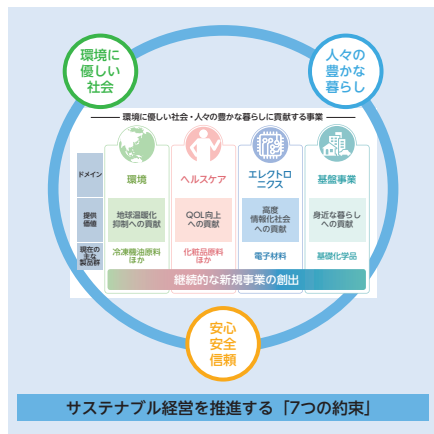 環境に
優しい
社会
人々の
豊かな
暮らし
環境に優しい社会・人々の豊かな暮らしに貢献する事業
ドメイン
環境
ヘルスケア
エレクトロ
ニクス
基盤事業
提供
価値
地球温暖化
抑制への貢献
QOL向上
への貢献
高度
情報化社会
への貢献
身近な暮らし
への貢献
現在の
主な
製品群
冷凍機油原料
ほか
化粧品原料
ほか
電子材料
基礎化学品
継続的な新規事業の創出
安心
安全
信頼
サステナブル経営を推進する「7つの約束」